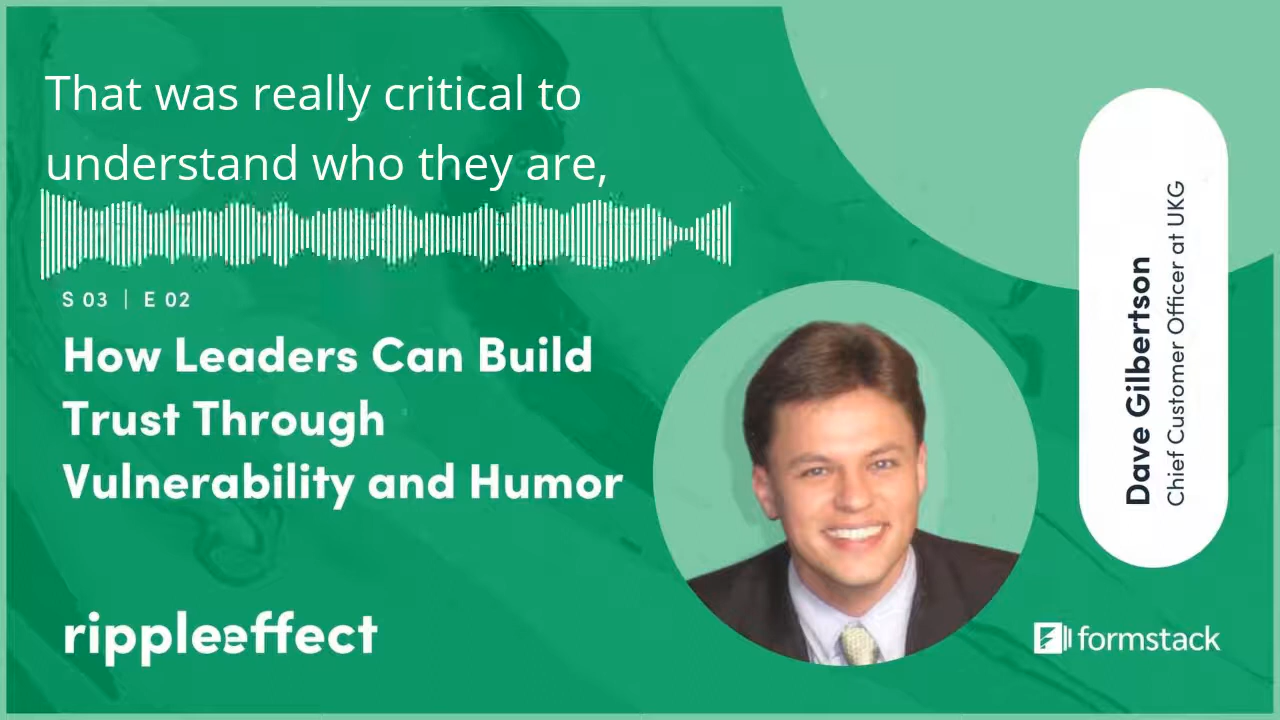 That was really critical to
understand who they are,
S 03 | E 02
How Leaders Can Build
Trust Through
Vulnerability and Humor
rippleeffect
Dave Gilbertson
Chief Customer Officer at UKG
formstack